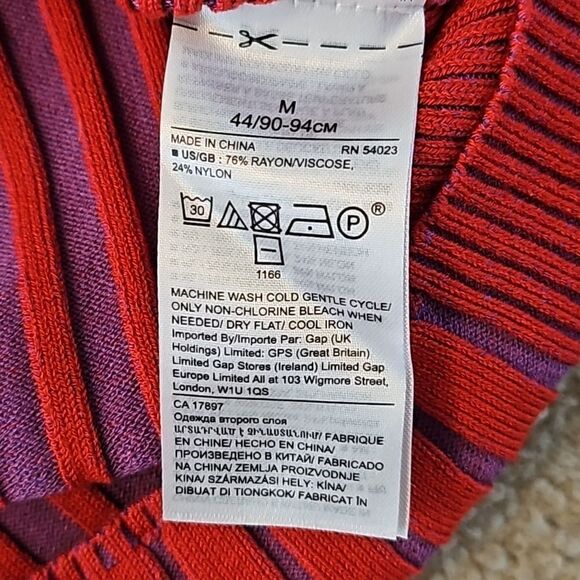 M
44/90-94см
MADE IN CHINA RN 54023
■ US/GB : 76% RAYON/VISCOSE,
24% NYLON
30 P ®
1166
MACHINE WASH COLD GENTLE CYCLE/
ONLY NON-CHLORINE BLEACH WHEN
NEEDED/ DRY FLAT/ COOL IRON
Imported By/Importe Par: Gap (UK
Holdings) Limited: GPS (Great Britain)
Limited Gap Stores (Ireland) Limited Gap
Europe Limited All at 103 Wigmore Street,
London, W1U 1QS
CA 17897
Одежда второго слоя
ԱՐՏԱԴՐՎԱԾ Է ՉԻՆԱՍՏԱՆՈՒՄ/ FABRIQUE
EN CHINE/ HECHO EN CHINA/
ПРОИЗВЕДЕНО В КИТАЙ/ FABRICADO
NA CHINA/ ZEMLJA PROIZVODNJE
KINA/ SZÁRMAZÁSI HELY: KÍNA/
DIBUAT DI TIONGKOK/ FABRICAT ÎN